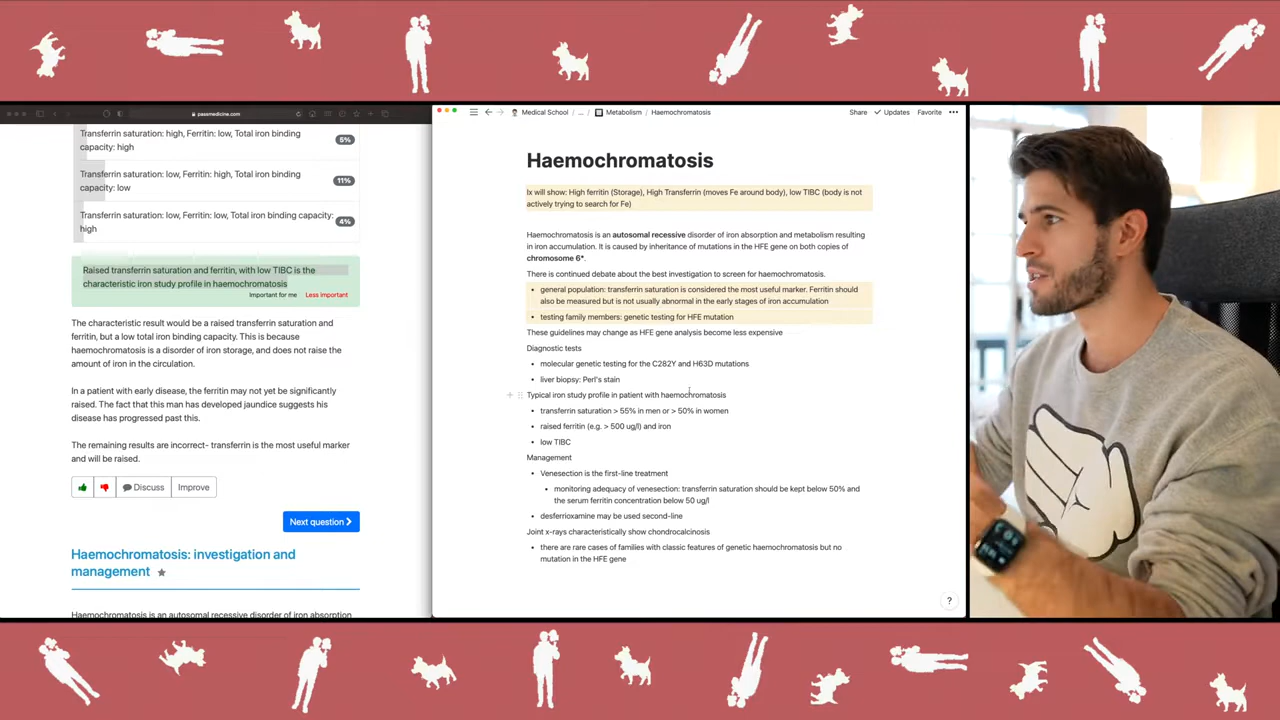 passmedicine.com
Transferrin saturation: high, Ferritin: low, Total iron binding
capacity: high
5%
Transferrin saturation: low, Ferritin: high, Total iron binding
capacity: low
11%
Transferrin saturation: low, Ferritin: low, Total iron binding capacity:
high
4%
Raised transferrin saturation and ferritin, with low TIBC is the
characteristic iron study profile in haemochromatosis
Important for me Less important
The characteristic result would be a raised transferrin saturation and
ferritin, but a low total iron binding capacity. This is because
haemochromatosis is a disorder of iron storage, and does not raise the
amount of iron in the circulation.
In a patient with early disease, the ferritin may not yet be significantly
raised. The fact that this man has developed jaundice suggests his
disease has progressed past this.
The remaining results are incorrect- transferrin is the most useful marker
and will be raised.
Discuss Improve
Next question
Haemochromatosis: investigation and
management
Haemochromatosis is an autosomal recessive disorder of iron absorption
Medical School / ... / Metabolism / Haemochromatosis
Share Updates Favorite
Haemochromatosis
Ix will show: High ferritin (Storage), High Transferrin (moves Fe around body), low TIBC (body is not
actively trying to search for Fe)
Haemochromatosis is an autosomal recessive disorder of iron absorption and metabolism resulting
in iron accumulation. It is caused by inheritance of mutations in the HFE gene on both copies of
chromosome 6*.
There is continued debate about the best investigation to screen for haemochromatosis.
• general population: transferrin saturation is considered the most useful marker. Ferritin should
also be measured but is not usually abnormal in the early stages of iron accumulation
• testing family members: genetic testing for HFE mutation
These guidelines may change as HFE gene analysis become less expensive
Diagnostic tests
• molecular genetic testing for the C282Y and H63D mutations
• liver biopsy: Perl's stain
Typical iron study profile in patient with haemochromatosis
• transferrin saturation > 55% in men or > 50% in women
• raised ferritin (e.g. > 500 ug/l) and iron
• low TIBC
Management
• Venesection is the first-line treatment
• monitoring adequacy of venesection: transferrin saturation should be kept below 50% and
the serum ferritin concentration below 50 ug/l
• desferrioxamine may be used second-line
Joint x-rays characteristically show chondrocalcinosis
• there are rare cases of families with classic features of genetic haemochromatosis but no
mutation in the HFE gene
?